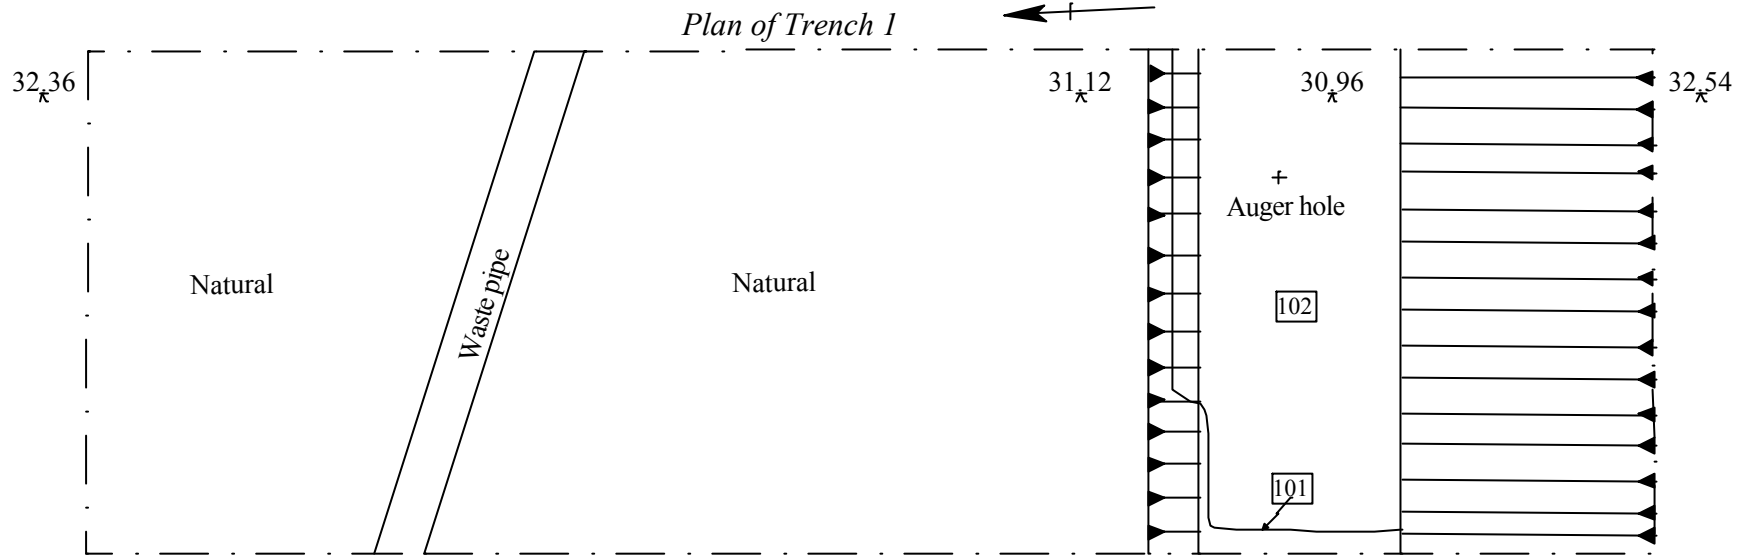 Plan of Trench 1
32.36
31.12
30.96
32.54
Auger hole
Natural
Waste pipe
Natural
102
101